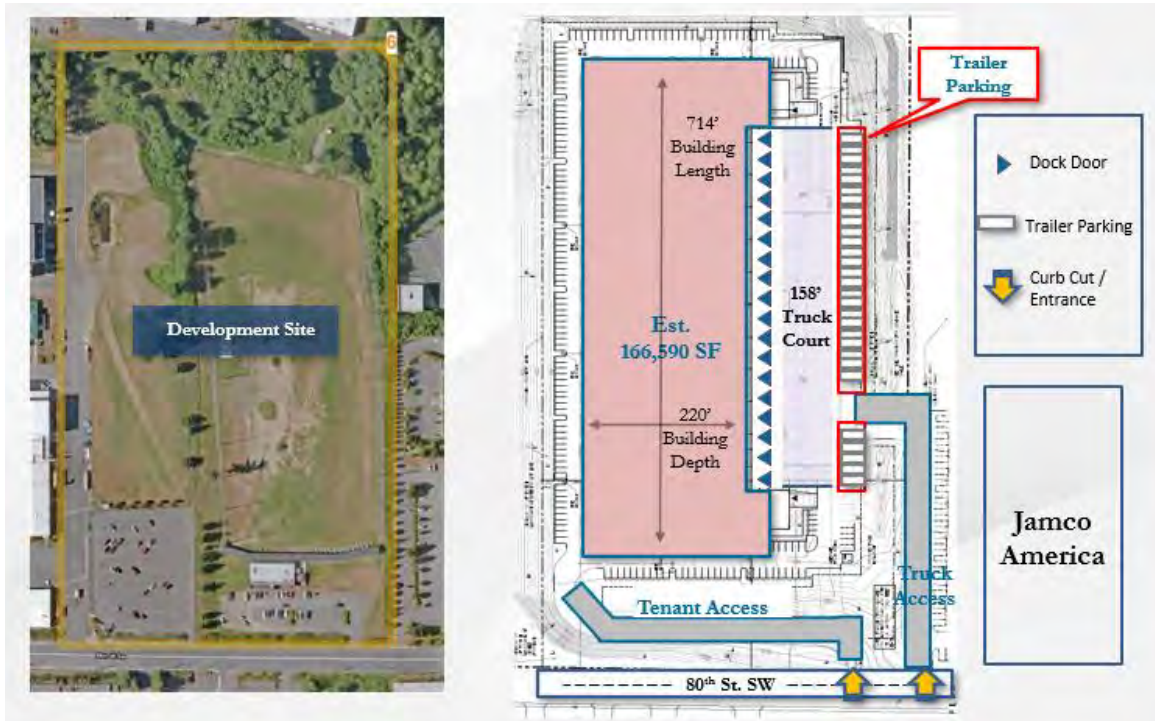 6
Development Site
Trailer
Parking
714'
Building
Length
158'
Truck
Court
Est.
166,590 SF
220'
Building
Depth
Tenant Access
Truck
Access
80th St. SW
Dock Door
Trailer Parking
Curb Cut /
Entrance
Jamco
America